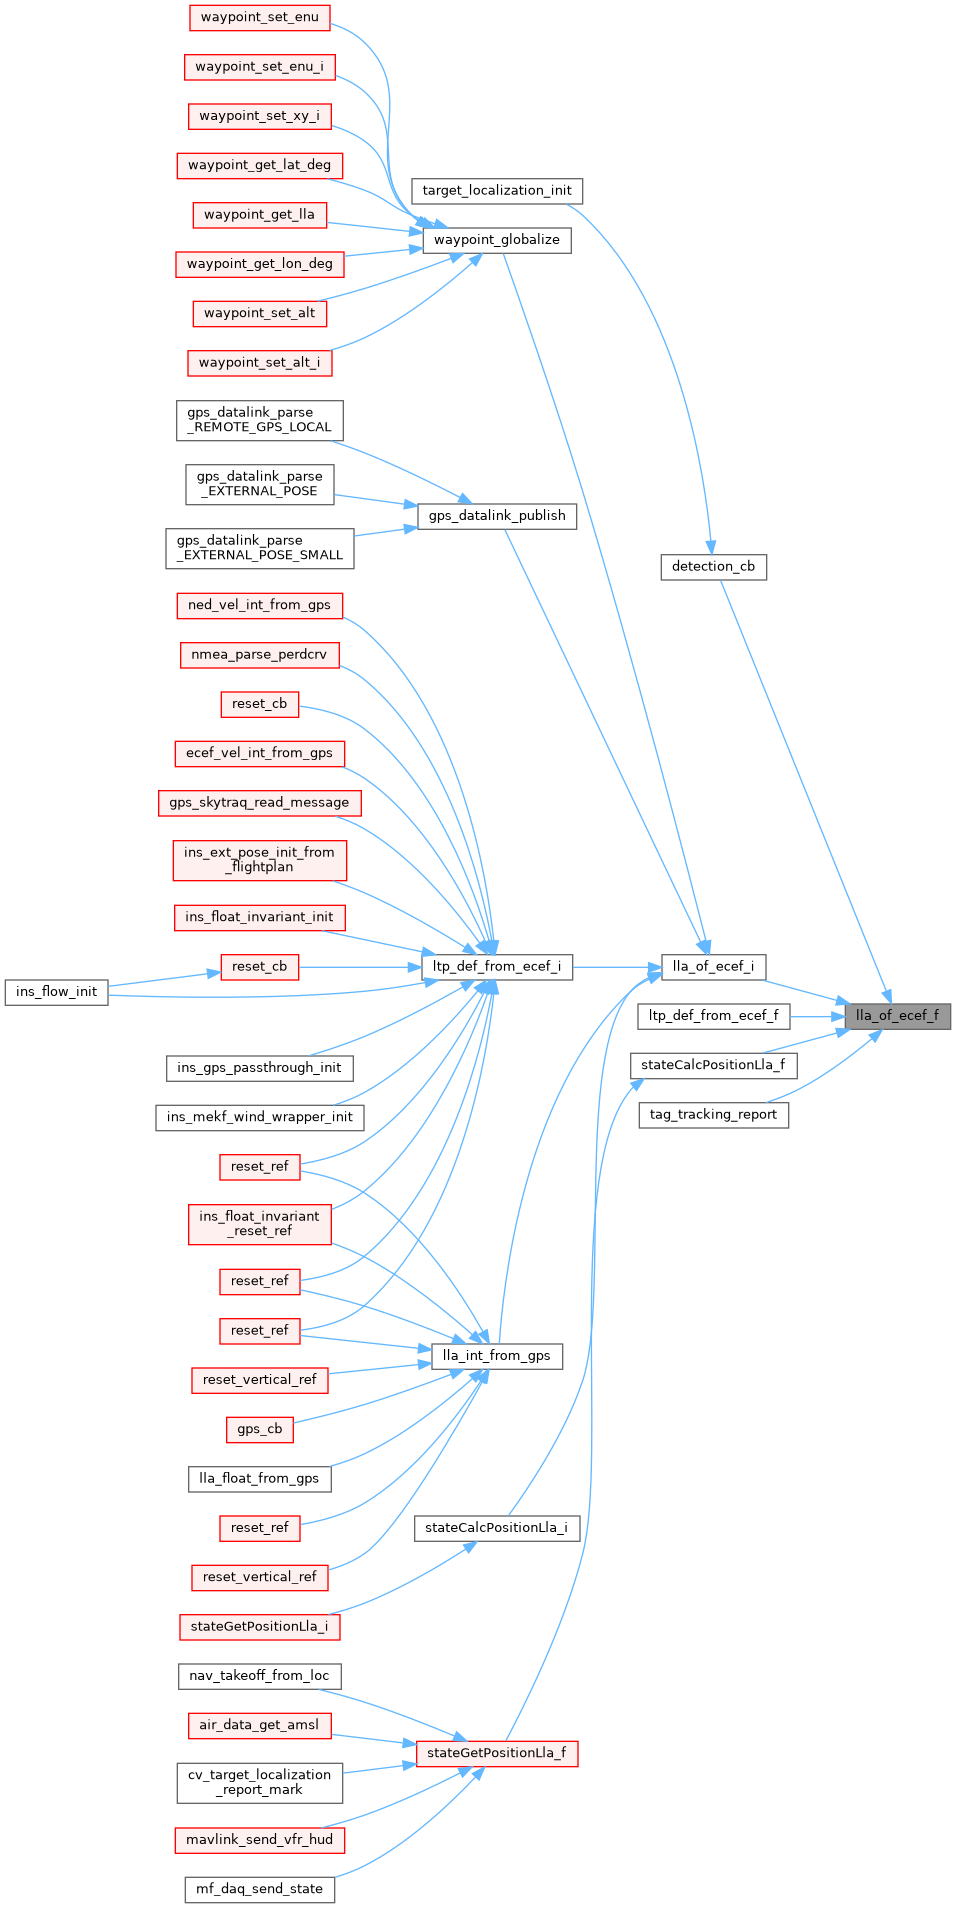 waypoint_set_enu
waypoint_set_enu_i
waypoint_set_xy_i
waypoint_get_lat_deg
target_localization_init
waypoint_get_lla
waypoint_globalize
waypoint_get_lon_deg
waypoint_set_alt
waypoint_set_alt_i
gps_datalink_parse
_REMOTE_GPS_LOCAL
gps_datalink_parse
_EXTERNAL_POSE
gps_datalink_publish
gps_datalink_parse
_EXTERNAL_POSE_SMALL
detection_cb
ned_vel_int_from_gps
nmea_parse_perdcrv
reset_cb
ecef_vel_int_from_gps
gps_skytraq_read_message
ins_ext_pose_init_from
_flightplan
ins_float_invariant_init
reset_cb
ltp_def_from_ecef_i
lla_of_ecef_i
ins_flow_init
lla_of_ecef_f
ltp_def_from_ecef_f
ins_gps_passthrough_init
stateCalcPositionLla_f
ins_mekf_wind_wrapper_init
tag_tracking_report
reset_ref
ins_float_invariant
_reset_ref
reset_ref
reset_ref
lla_int_from_gps
reset_vertical_ref
gps_cb
lla_float_from_gps
reset_ref
stateCalcPositionLla_i
reset_vertical_ref
stateGetPositionLla_i
nav_takeoff_from_loc
air_data_get_amsl
stateGetPositionLla_f
cv_target_localization
_report_mark
mavlink_send_vfr_hud
mf_daq_send_state